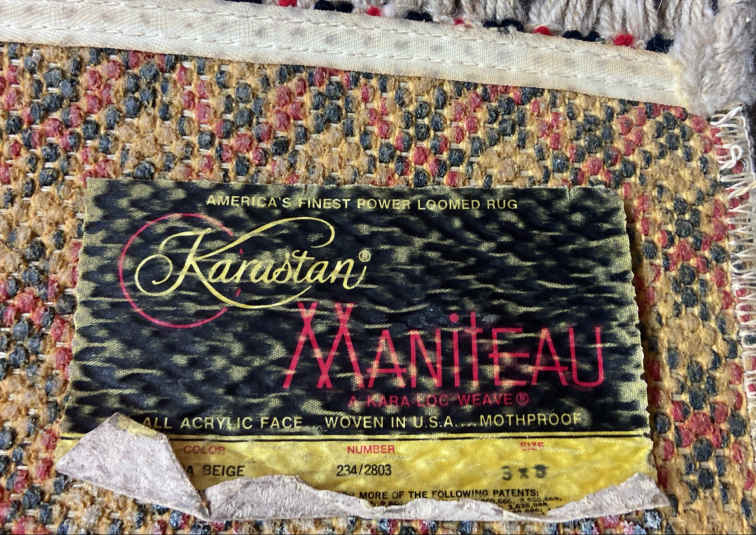 AMERICA'S FINEST POWER LOOMED RUG
Karastan®
MANITEAU
A KARA-LOC WEAVE®
ALL ACRYLIC FACE...WOVEN IN U.S.A....MOTHPROOF
COLOR NUMBER SIZE
A BEIGE 234/2803
MORE OF THE FOLLOWING PATENTS: